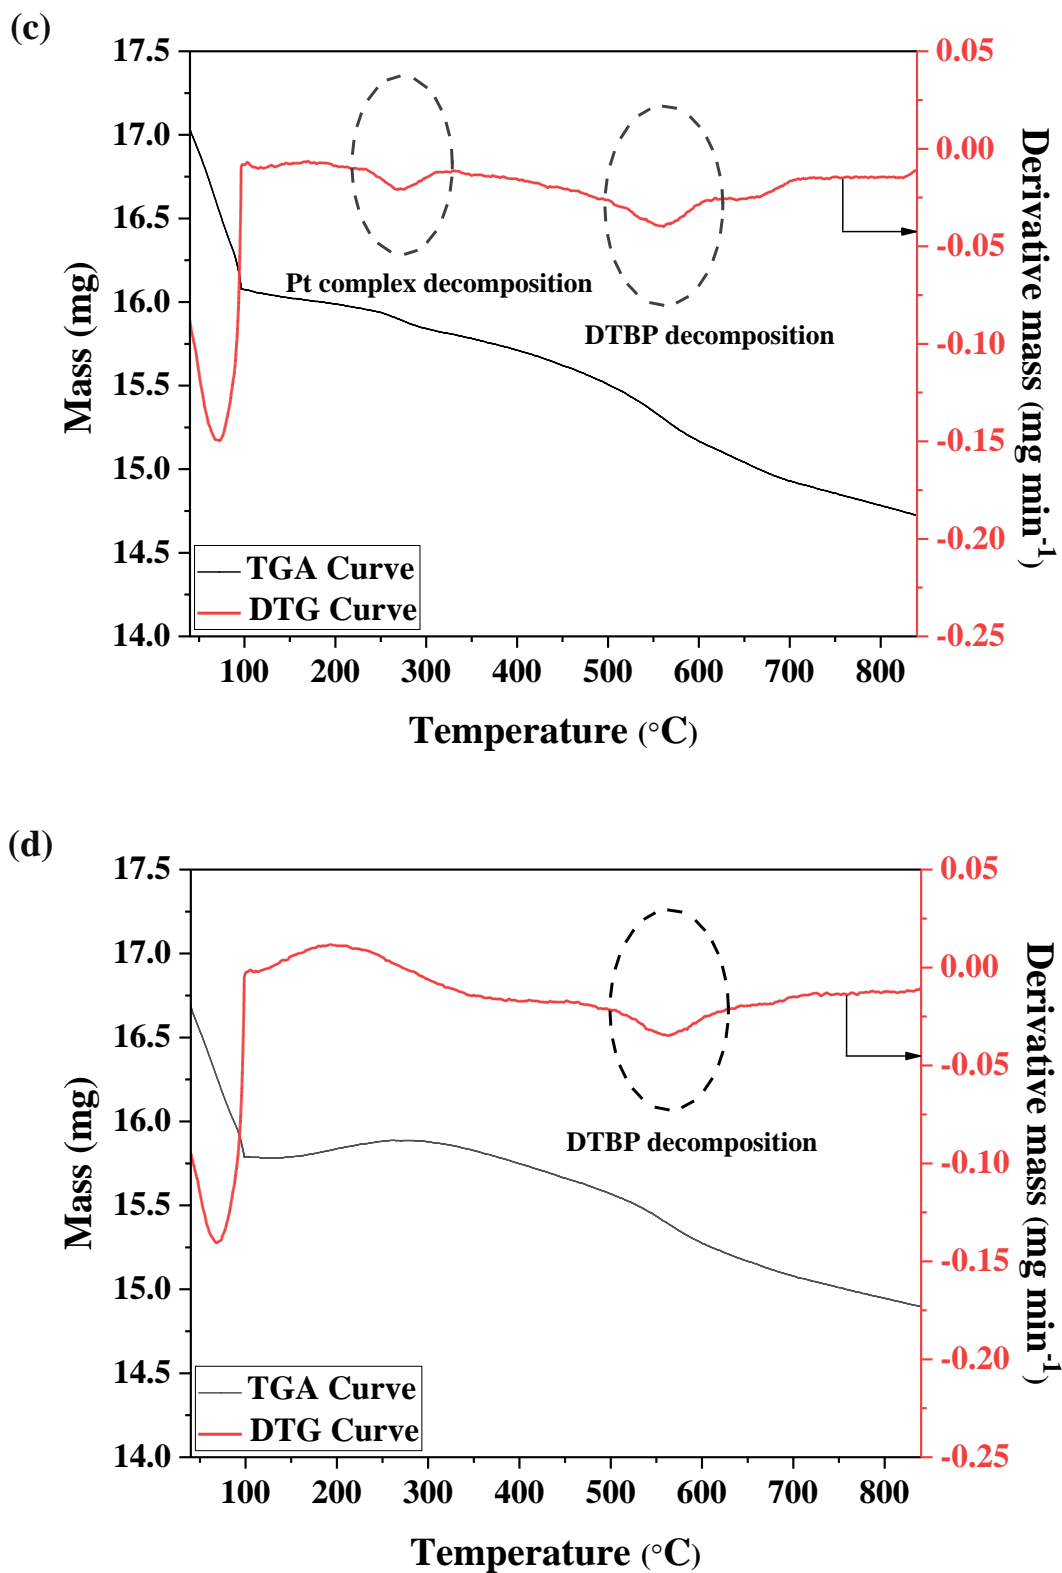 (c)
17.5
17.0
16.5
16.0
15.5
15.0
14.5
14.0
Mass (mg)
0.05
0.00
-0.05
-0.10
-0.15
-0.20
-0.25
Derivative mass (mg min-1)
Pt complex decomposition
DTBP decomposition
TGA Curve
DTG Curve
100 200 300 400 500 600 700 800
Temperature (°C)
(d)
17.5
17.0
16.5
16.0
15.5
15.0
14.5
14.0
Mass (mg)
0.05
0.00
-0.05
-0.10
-0.15
-0.20
-0.25
Derivative mass (mg min-1)
DTBP decomposition
TGA Curve
DTG Curve
100 200 300 400 500 600 700 800
Temperature (°C)